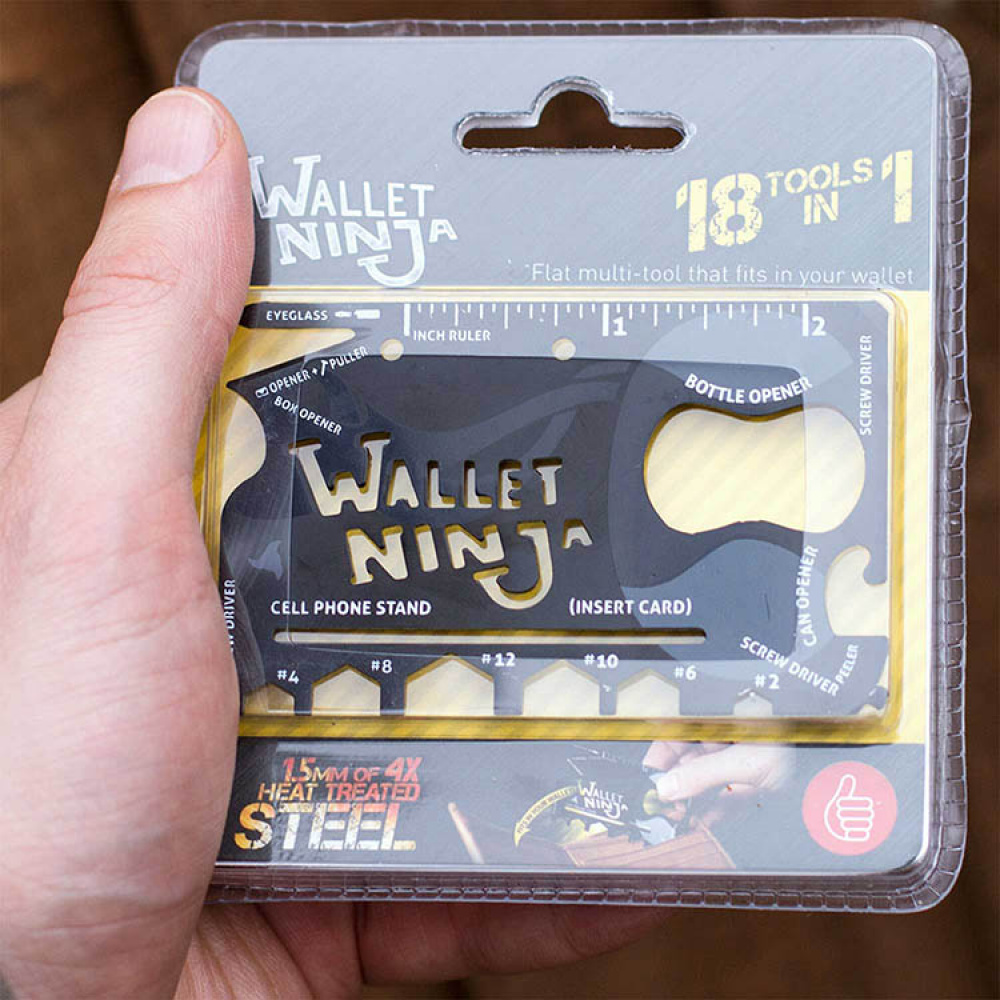 WALLET
NINJA
18 TOOLS IN 1
*Flat multi-tool that fits in your wallet
EYEGLASS
INCH RULER
1
2
OPENER + PULLER
BOX OPENER
BOTTLE OPENER
SCREW DRIVER
WALLET
NINJA
CAN OPENER
CELL PHONE STAND
(INSERT CARD)
DRIVER
SCREW DRIVER
PEELER
#4
#8
#12
#10
#6
#2
1.5MM OF 4X
HEAT TREATED
STEEL
WALLET
NINJA